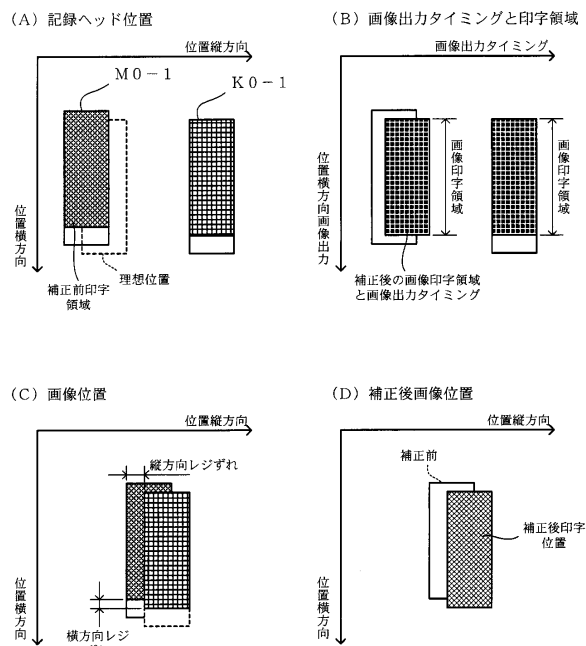 (A) 記録ヘッド位置
位置縦方向
M0-1
K0-1
位置横方向
理想位置
補正前印字
領域
(B) 画像出力タイミングと印字領域
画像出力タイミング
位置横方向画像出力
画像印字領域
画像印字領域
補正後の画像印字領域
と画像出力タイミング
(C) 画像位置
位置縦方向
縦方向レジずれ
位置横方向
横方向レジ
(D) 補正後画像位置
位置縦方向
補正前
補正後印字
位置
位置横方向